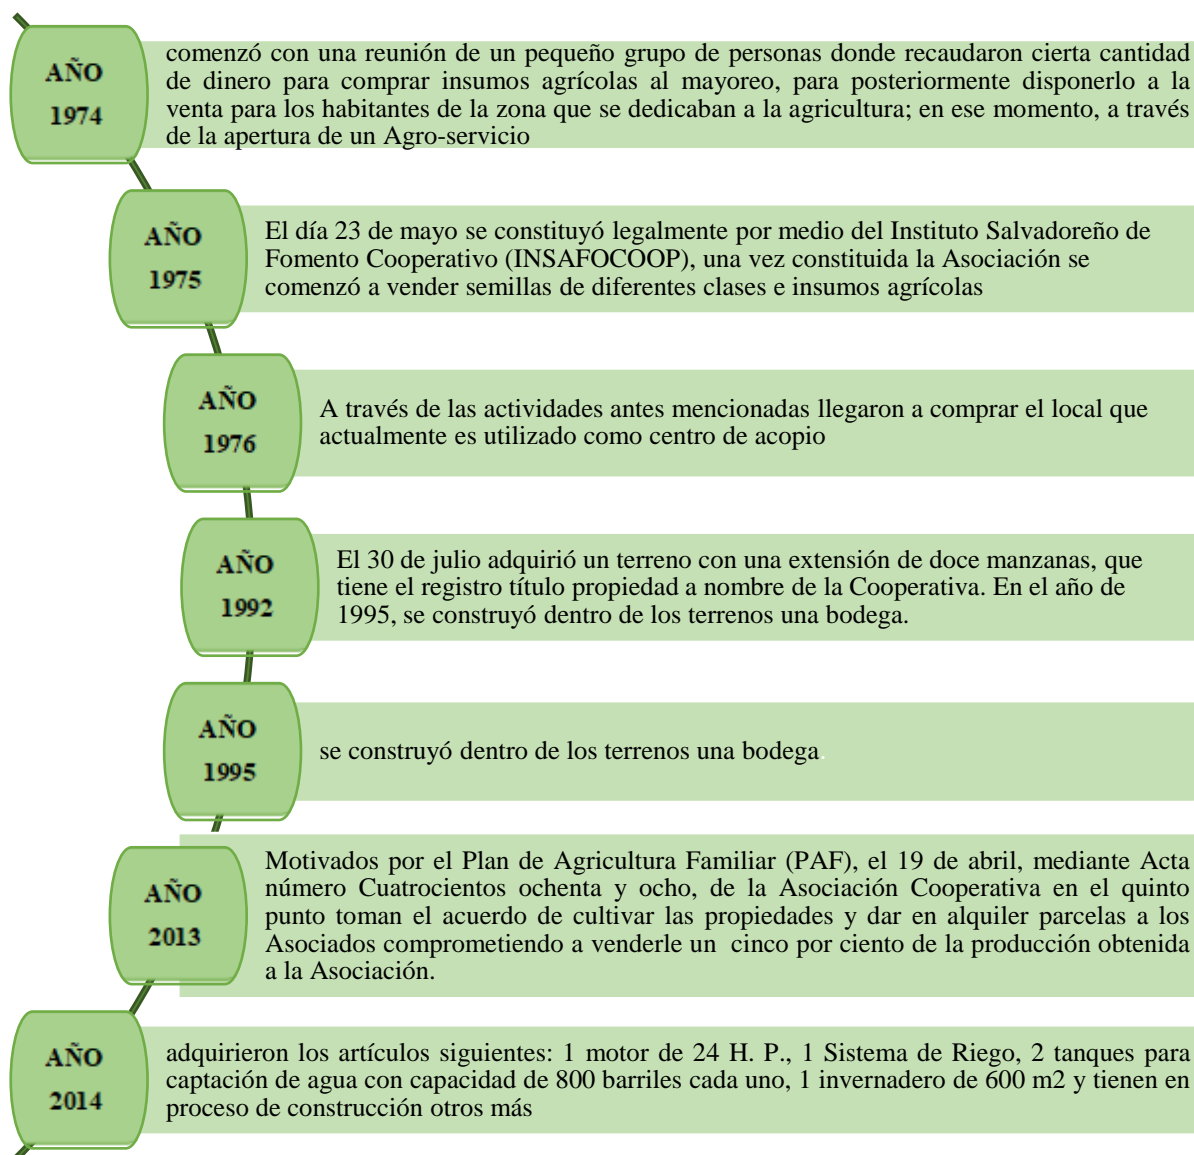 AÑO
1974
comenzó con una reunión de un pequeño grupo de personas donde recaudaron cierta cantidad
de dinero para comprar insumos agrícolas al mayoreo, para posteriormente disponerlo a la
venta para los habitantes de la zona que se dedicaban a la agricultura; en ese momento, a través
de la apertura de un Agro-servicio
AÑO
1975
El día 23 de mayo se constituyó legalmente por medio del Instituto Salvadoreño de
Fomento Cooperativo (INSAFOCOOP), una vez constituida la Asociación se
comenzó a vender semillas de diferentes clases e insumos agrícolas
AÑO
1976
A través de las actividades antes mencionadas llegaron a comprar el local que
actualmente es utilizado como centro de acopio
AÑO
1992
El 30 de julio adquirió un terreno con una extensión de doce manzanas, que
tiene el registro título propiedad a nombre de la Cooperativa. En el año de
1995, se construyó dentro de los terrenos una bodega.
AÑO
1995
se construyó dentro de los terrenos una bodega.
AÑO
2013
Motivados por el Plan de Agricultura Familiar (PAF), el 19 de abril, mediante Acta
número Cuatrocientos ochenta y ocho, de la Asociación Cooperativa en el quinto
punto toman el acuerdo de cultivar las propiedades y dar en alquiler parcelas a los
Asociados comprometiendo a venderle un cinco por ciento de la producción obtenida
a la Asociación.
AÑO
2014
adquirieron los artículos siguientes: 1 motor de 24 H. P., 1 Sistema de Riego, 2 tanques para
captación de agua con capacidad de 800 barriles cada uno, 1 invernadero de 600 m2 y tienen en
proceso de construcción otros más